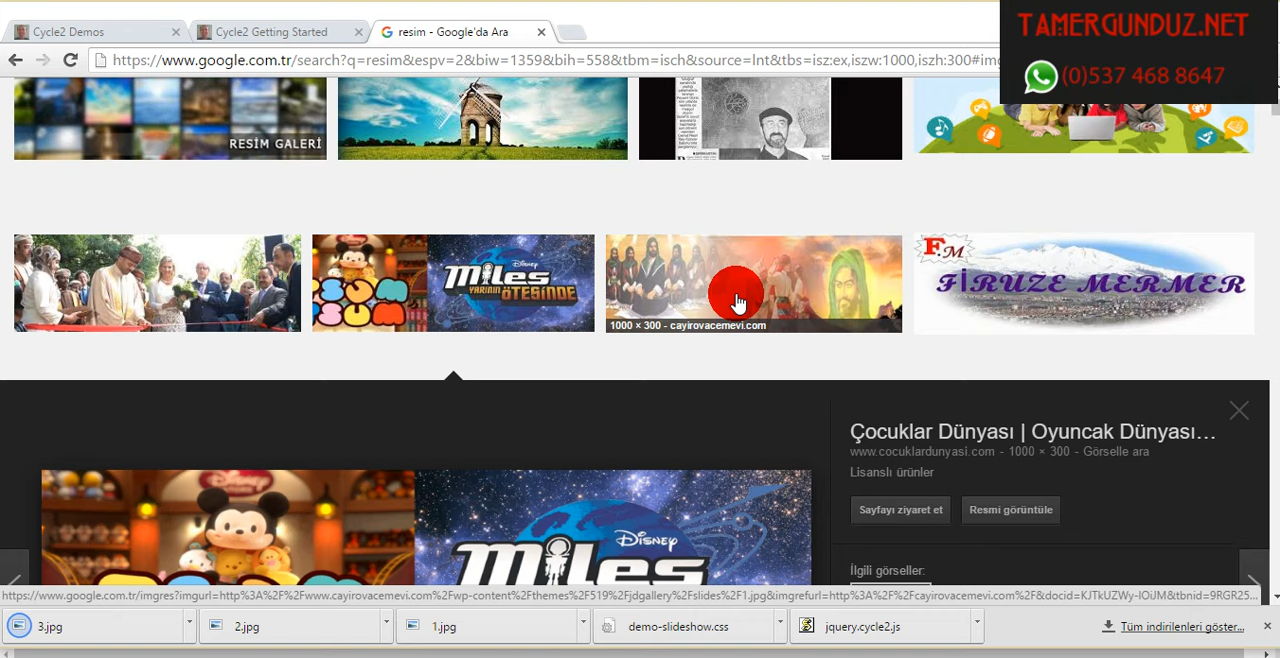 Cycle2 Demos
Cycle2 Getting Started
resim - Google'da Ara
TAMERGUNDUZ.NET
(0)537 468 8647
https://www.google.com.tr/search?q=resim&espv=2&biw=1359&bih=558&tbm=isch&source=lnt&tbs=isz:ex,iszw:1000,iszh:300#img
RESİM GALERİ
Disney
MILES
YARININ ÖTESİNDE
1000 × 300 - cayirovacemevi.com
F.M
FİRUZE MERMER
Çocuklar Dünyası | Oyuncak Dünyası…
www.cocuklardunyasi.com - 1000 × 300 - Görselle ara
Lisanslı ürünler
Sayfayı ziyaret et
Resmi görüntüle
Disney
Disney
MILES
İlgili görseller:
https://www.google.com.tr/imgres?imgurl=http%3A%2F%2Fwww.cayirovacemevi.com%2Fwp-content%2Fthemes%2F519%2Fjdgallery%2Fslides%2F1.jpg&imgrefurl=http%3A%2F%2Fcayirovacemevi.com%2F&docid=KJTkUZWy-IOiJM&tbnid=9RGR25...
3.jpg
2.jpg
1.jpg
demo-slideshow.css
jquery.cycle2.js
Tüm indirilenleri göster...